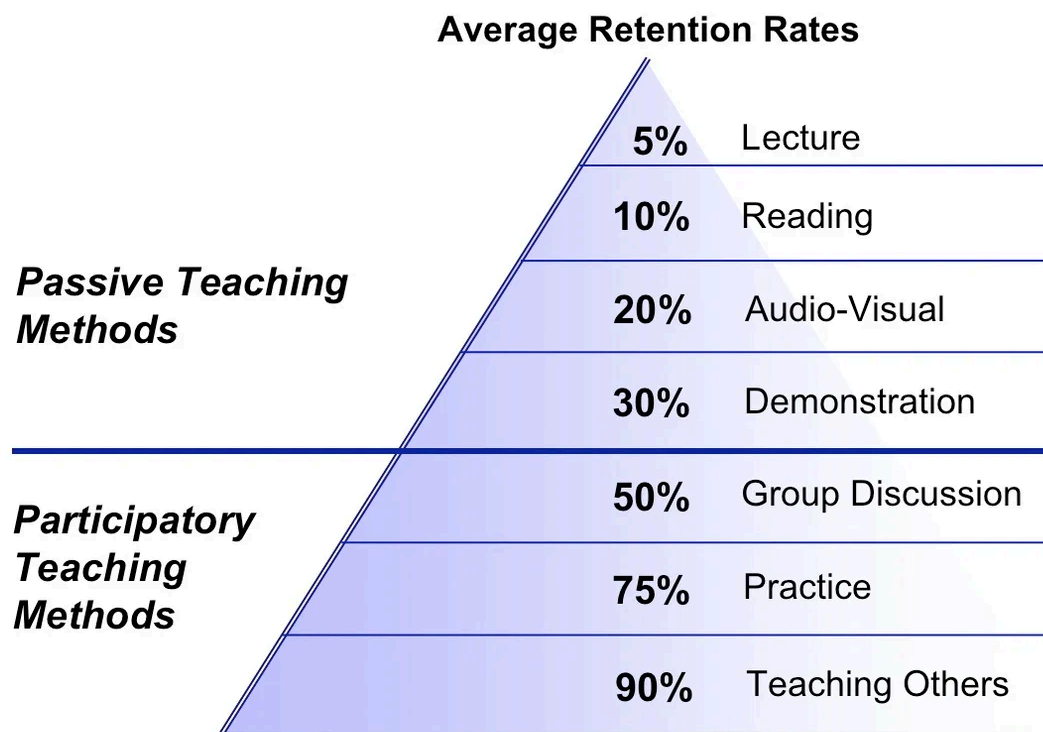 Average Retention Rates
5% Lecture
10% Reading
Passive Teaching
Methods
20% Audio-Visual
30% Demonstration
50% Group Discussion
Participatory
Teaching
Methods
75% Practice
90% Teaching Others